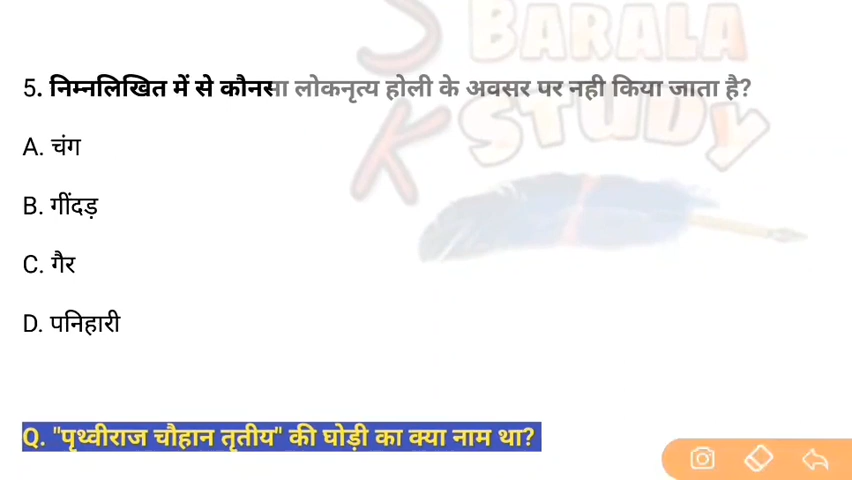 S BARALA
K STUDY
5. निम्नलिखित में से कौनसा लोकनृत्य होली के अवसर पर नही किया जाता है?
A. चंग
B. गींदड़
C. गैर
D. पनिहारी
Q. "पृथ्वीराज चौहान तृतीय" की घोड़ी का क्या नाम था?